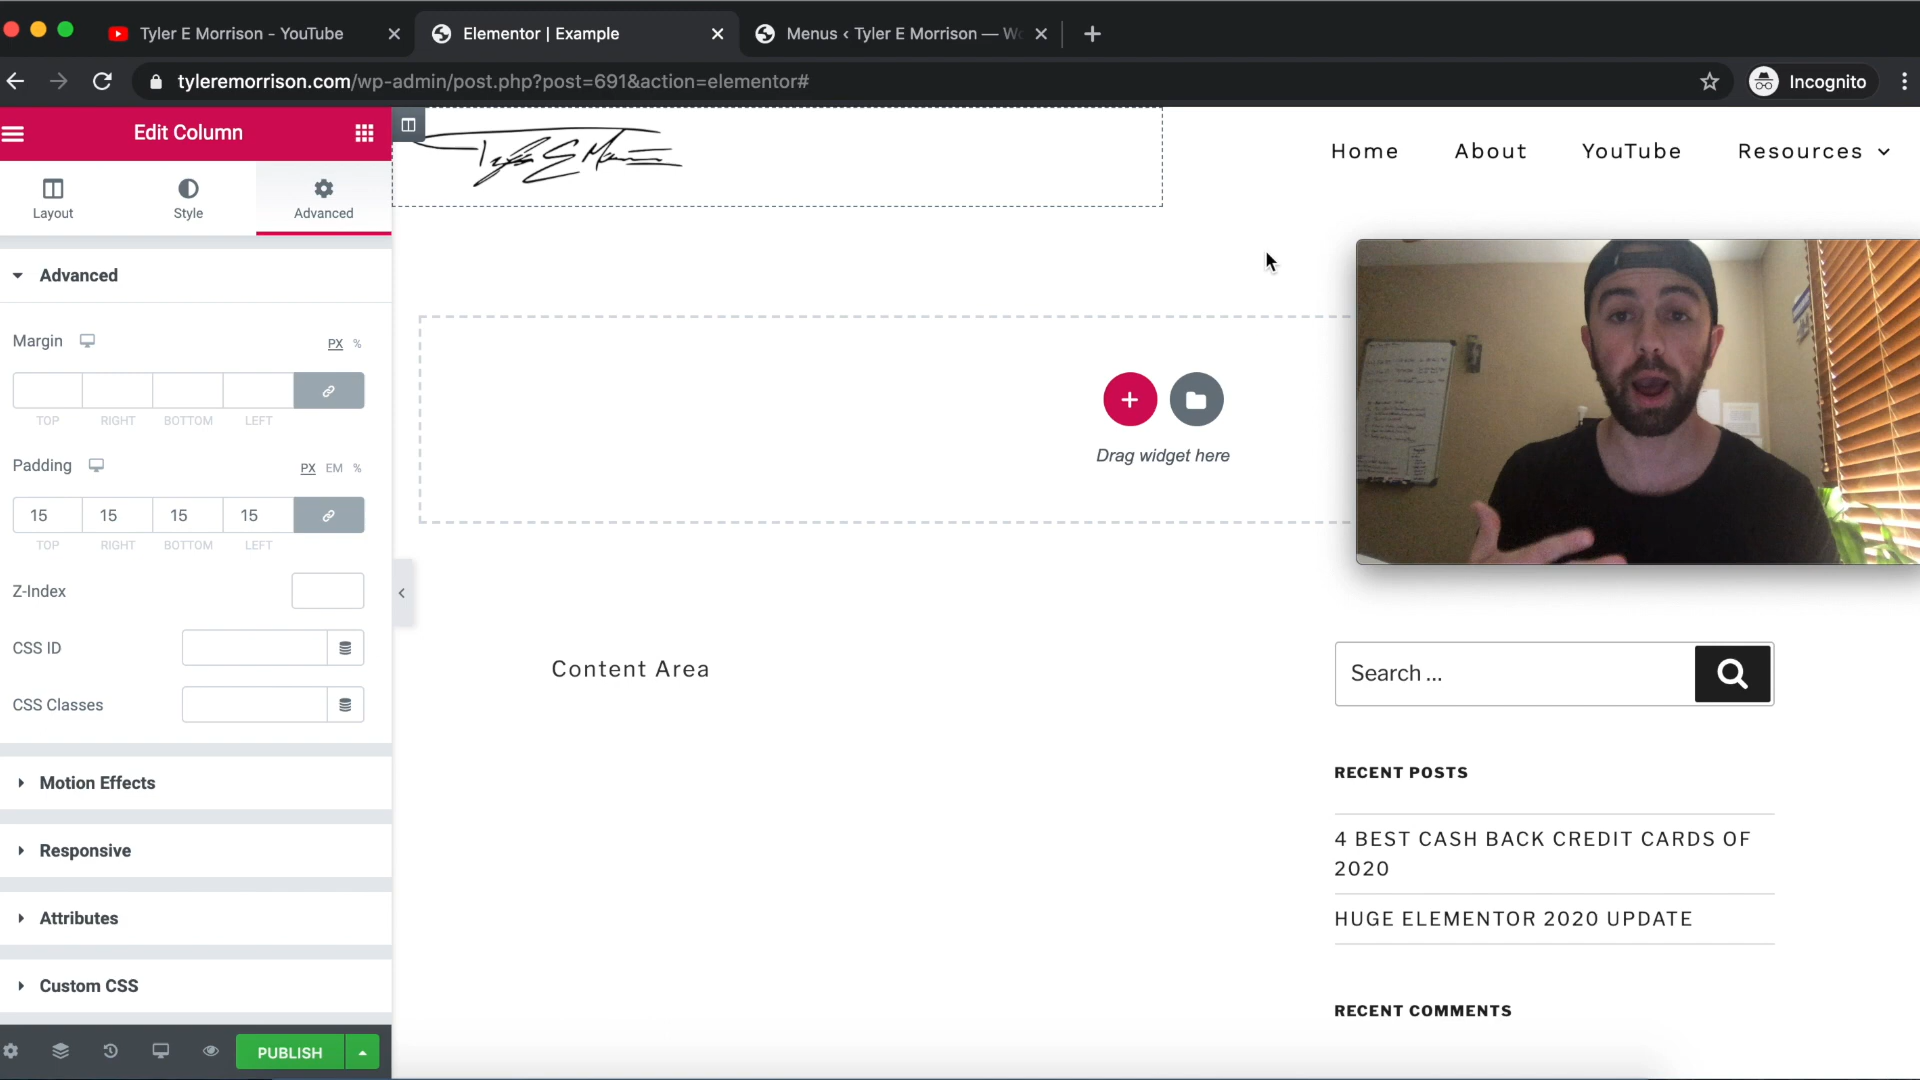 Tyler E Morrison - YouTube
Elementor | Example
Menus ‹ Tyler E Morrison — Wo
tyleremorrison.com/wp-admin/post.php?post=691&action=elementor#
Incognito
Edit Column
Layout
Style
Advanced
Advanced
Margin
PX %
TOP RIGHT BOTTOM LEFT
Padding
PX EM %
15 15 15 15
TOP RIGHT BOTTOM LEFT
Z-Index
CSS ID
CSS Classes
Motion Effects
Responsive
Attributes
Custom CSS
PUBLISH
Home About YouTube Resources
Drag widget here
Content Area
Search ...
RECENT POSTS
4 BEST CASH BACK CREDIT CARDS OF
2020
HUGE ELEMENTOR 2020 UPDATE
RECENT COMMENTS